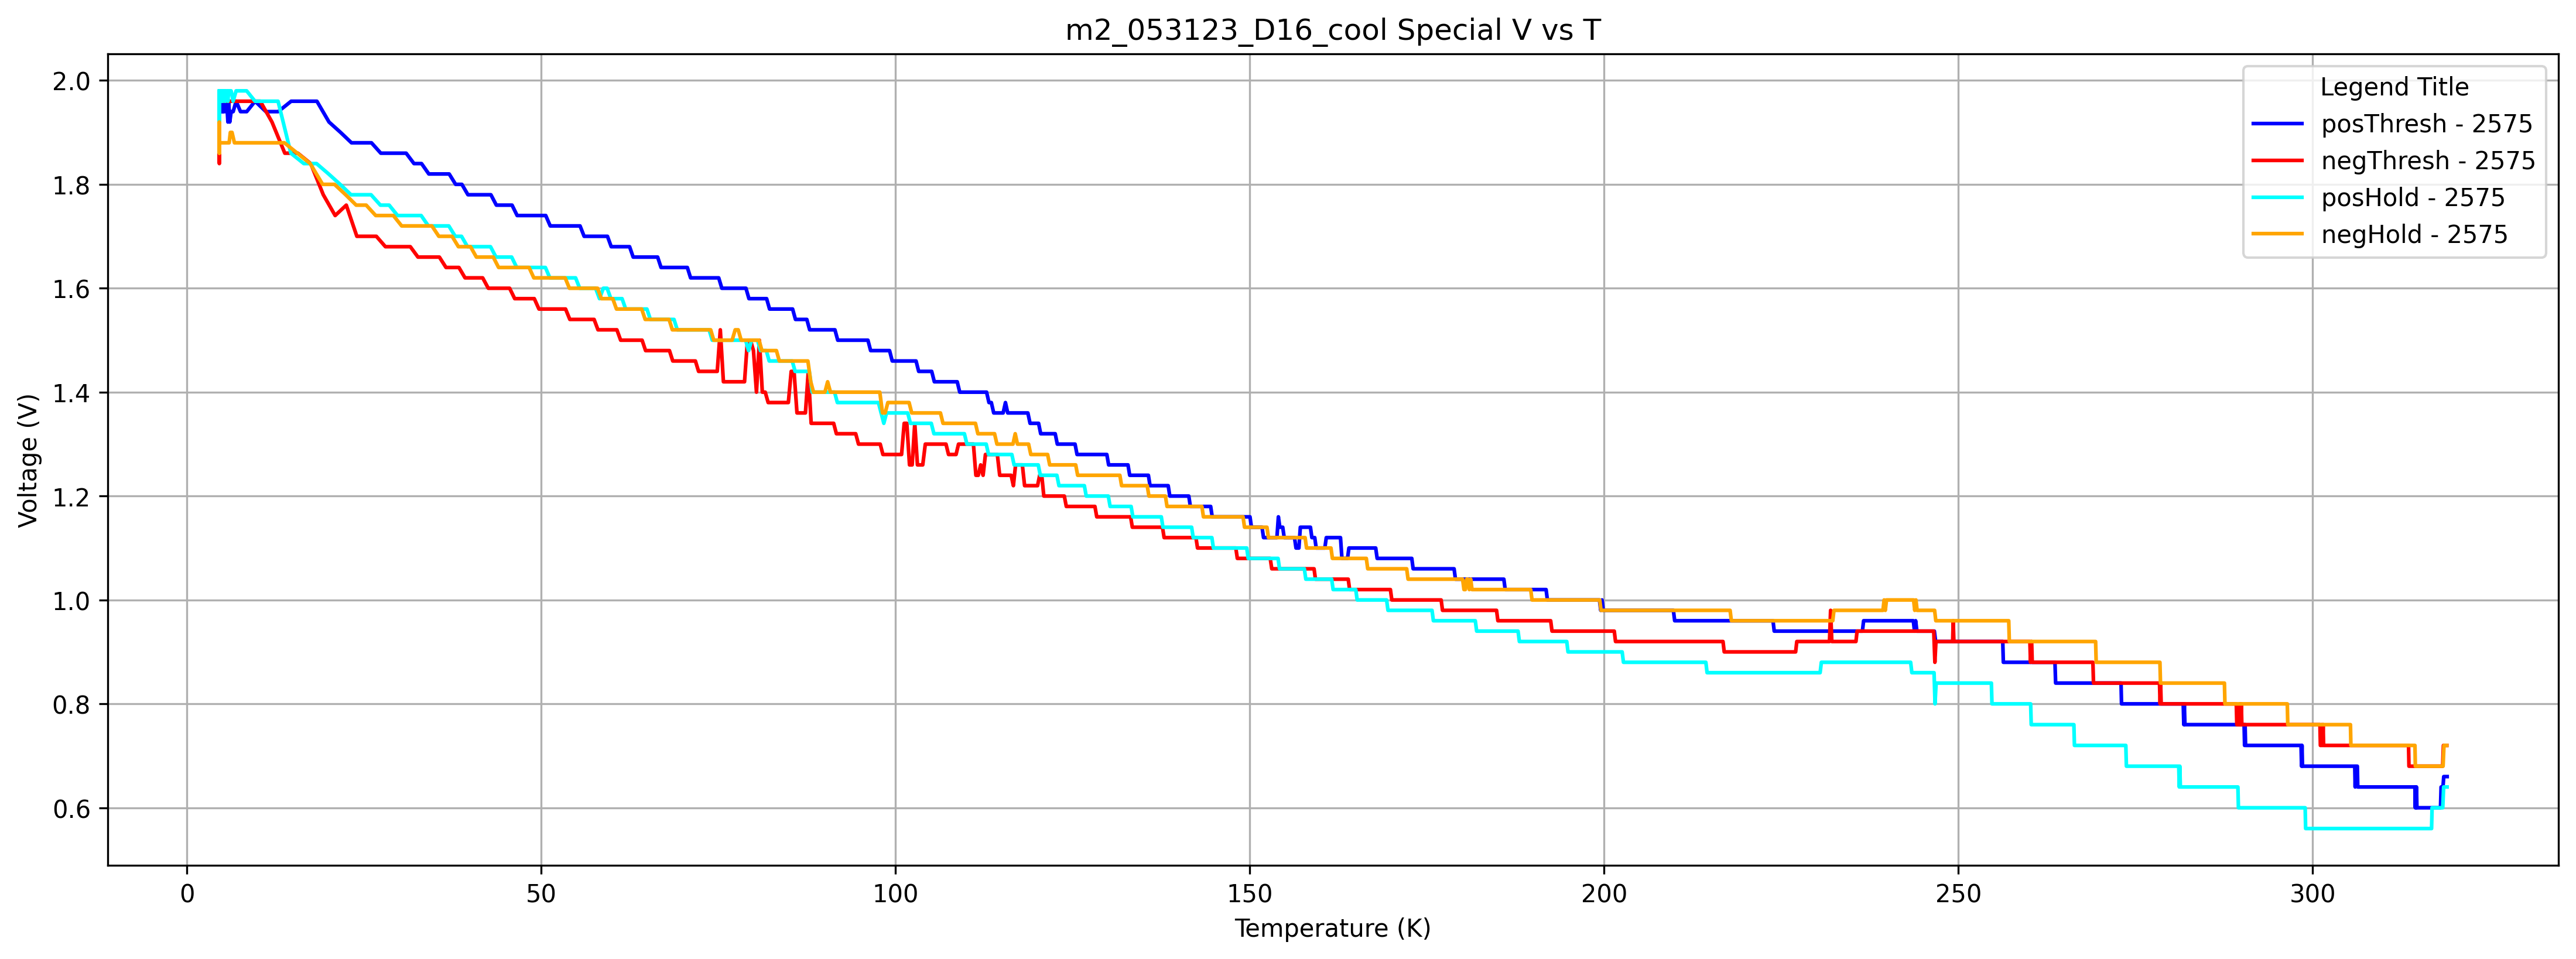 m2_053123_D16_cool Special V vs T
Legend Title
posThresh - 2575
negThresh - 2575
posHold - 2575
negHold - 2575
Voltage (V)
2.0
1.8
1.6
1.4
1.2
1.0
0.8
0.6
0 50 100 150 200 250 300
Temperature (K)